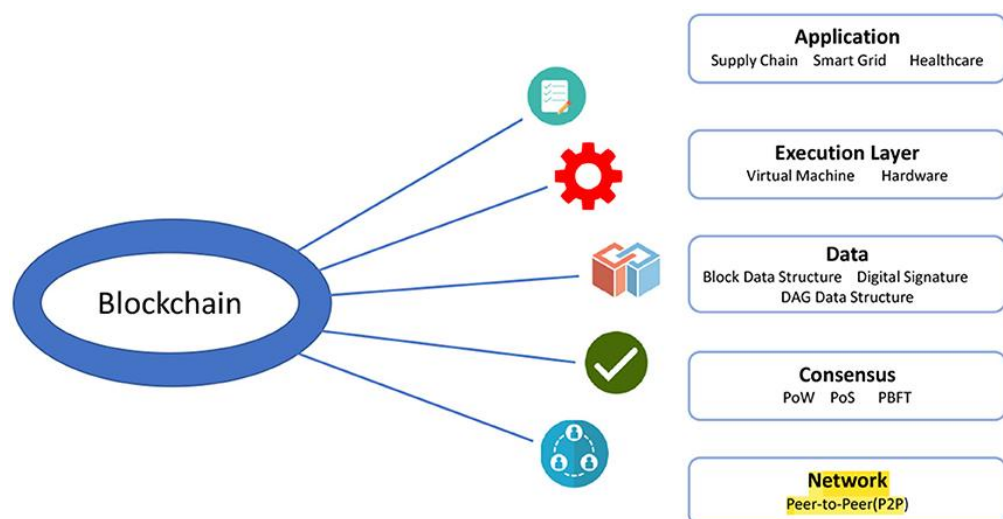 Blockchain
Application
Supply Chain Smart Grid Healthcare
Execution Layer
Virtual Machine Hardware
Data
Block Data Structure Digital Signature
DAG Data Structure
Consensus
PoW PoS PBFT
Network
Peer-to-Peer(P2P)